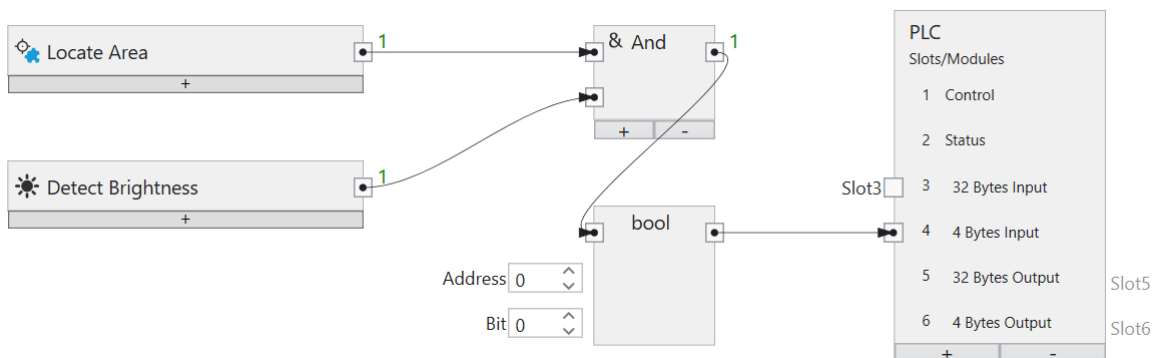 Locate Area
1
+
& And
1
+ -
Detect Brightness
1
+
bool
Address 0
Bit 0
PLC
Slots/Modules
1 Control
2 Status
Slot3 3 32 Bytes Input
4 4 Bytes Input
5 32 Bytes Output Slot5
6 4 Bytes Output Slot6
+ -